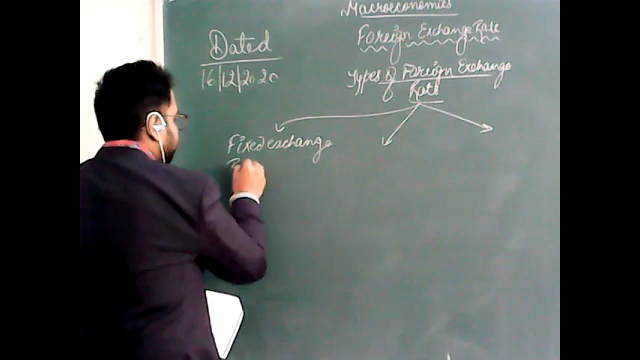 Macroeconomics
Foreign Exchange Rate
Dated
16/12/2020
Types of Foreign Exchange
Rate
Fixed exchange